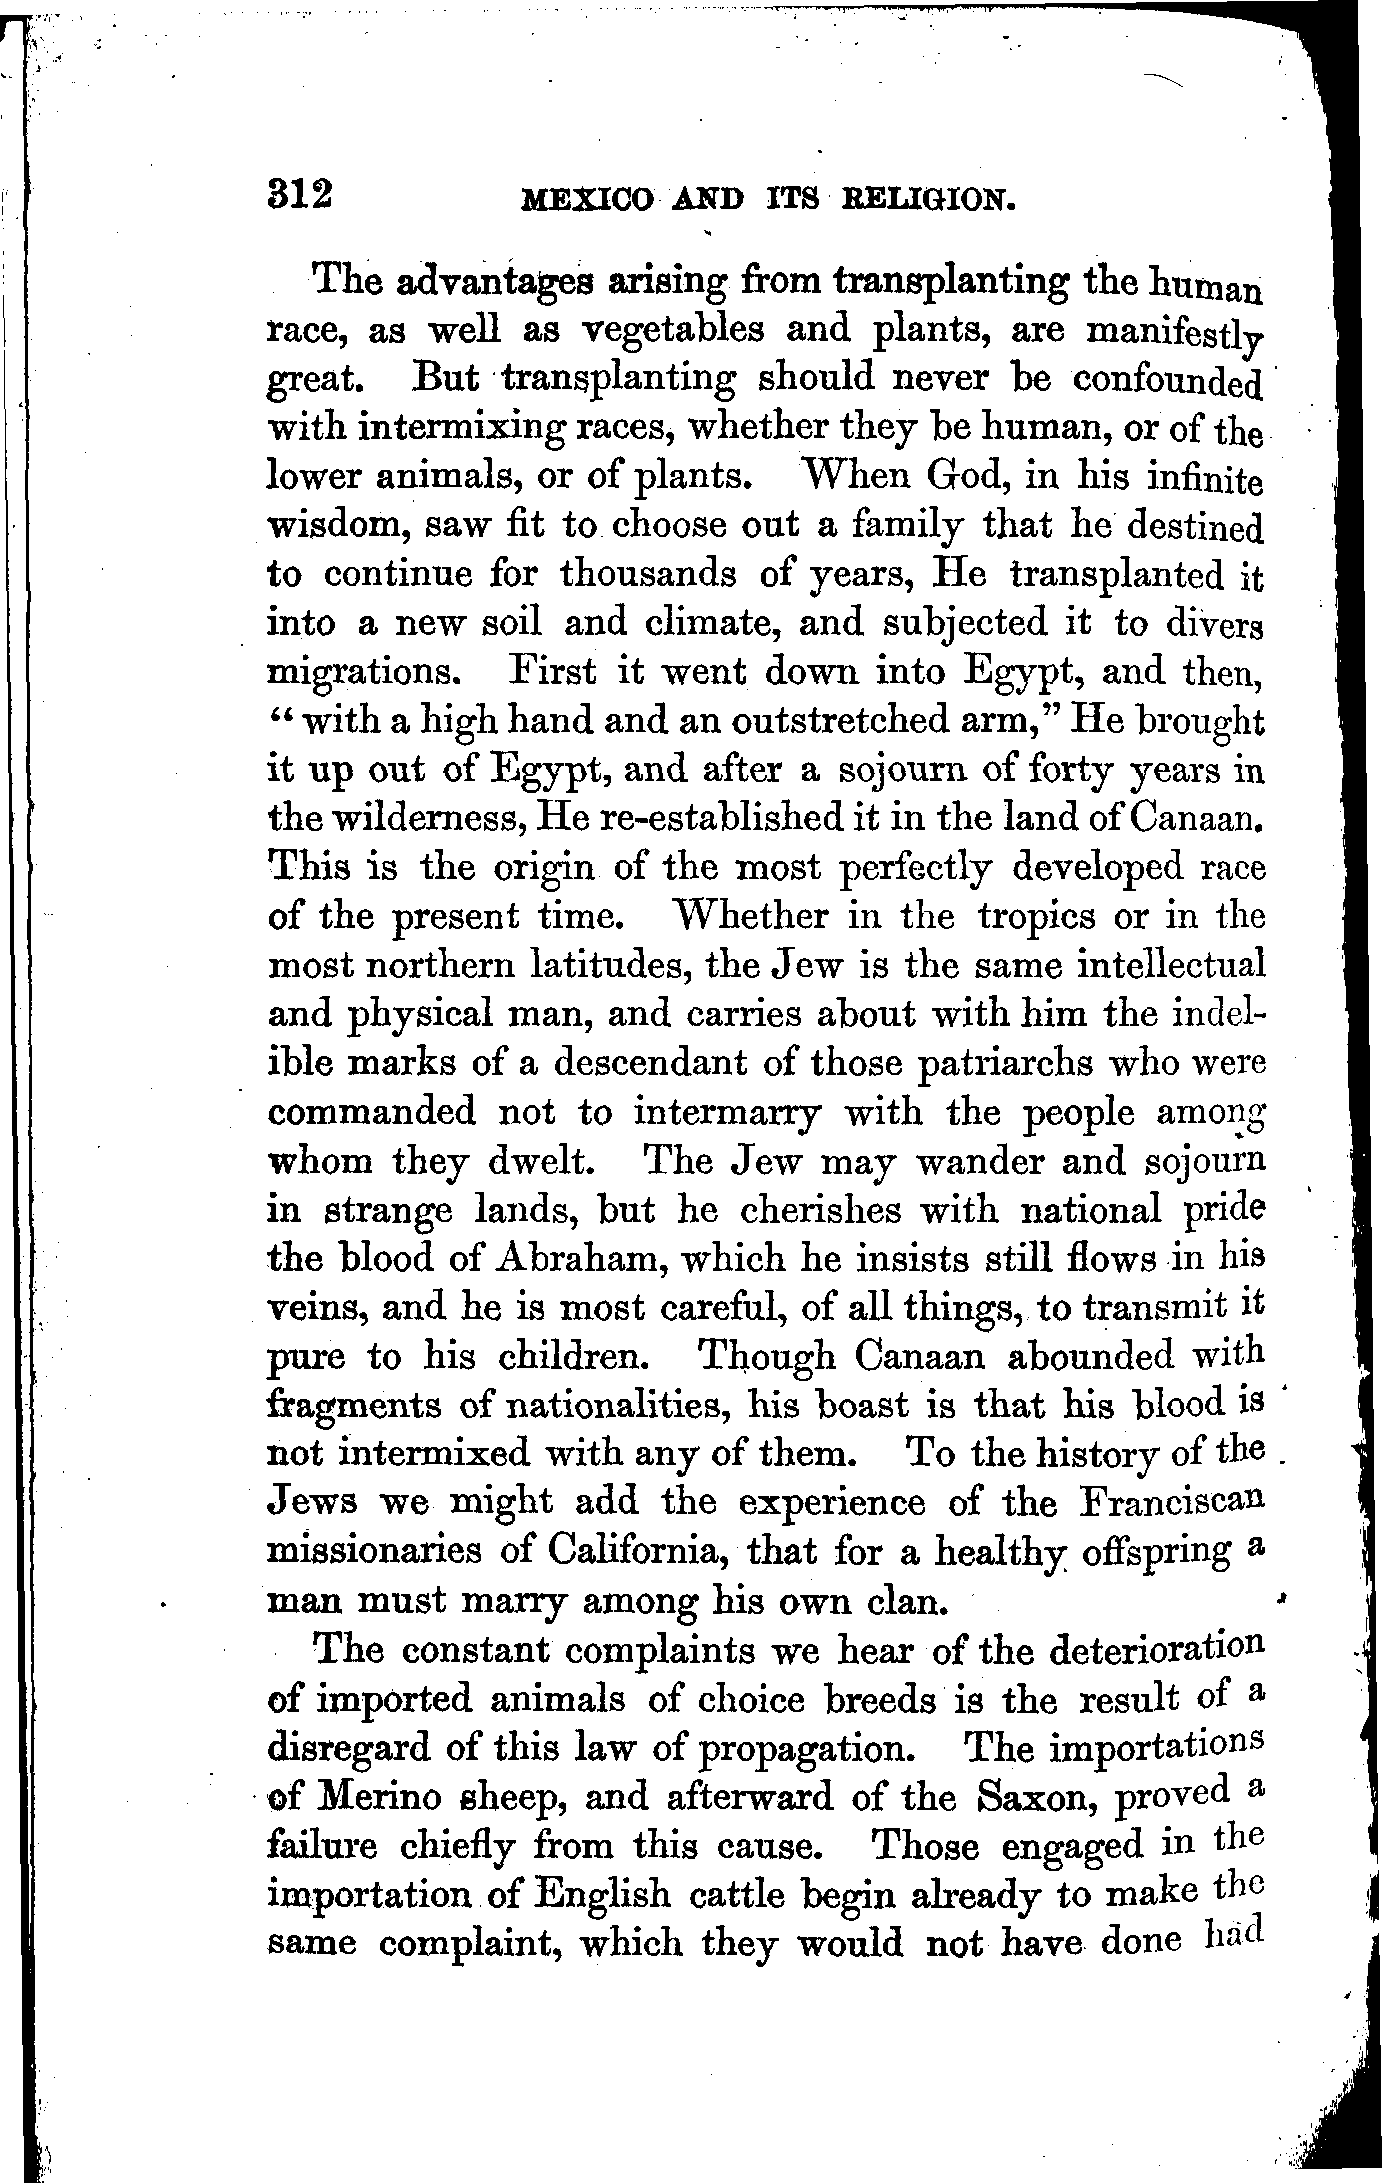 312 MEXICO AND ITS RELIGION.
The advantages arising from transplanting the human
race, as well as vegetables and plants, are manifestly
great. But transplanting should never be confounded
with intermixing races, whether they be human, or of the
lower animals, or of plants. When God, in his infinite
wisdom, saw fit to choose out a family that he destined
to continue for thousands of years, He transplanted it
into a new soil and climate, and subjected it to divers
migrations. First it went down into Egypt, and then,
“with a high hand and an outstretched arm,” He brought
it up out of Egypt, and after a sojourn of forty years in
the wilderness, He re-established it in the land of Canaan.
This is the origin of the most perfectly developed race
of the present time. Whether in the tropics or in the
most northern latitudes, the Jew is the same intellectual
and physical man, and carries about with him the indel-
ible marks of a descendant of those patriarchs who were
commanded not to intermarry with the people among
whom they dwelt. The Jew may wander and sojourn
in strange lands, but he cherishes with national pride
the blood of Abraham, which he insists still flows in his
veins, and he is most careful, of all things, to transmit it
pure to his children. Though Canaan abounded with
fragments of nationalities, his boast is that his blood is
not intermixed with any of them. To the history of the
Jews we might add the experience of the Franciscan
missionaries of California, that for a healthy offspring a
man must marry among his own clan.
The constant complaints we hear of the deterioration
of imported animals of choice breeds is the result of a
disregard of this law of propagation. The importations
of Merino sheep, and afterward of the Saxon, proved a
failure chiefly from this cause. Those engaged in the
importation of English cattle begin already to make the
same complaint, which they would not have done had